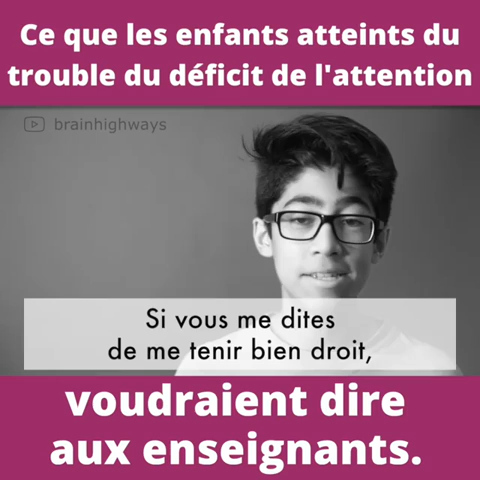 Ce que les enfants atteints du
trouble du déficit de l'attention
brainhighways
Si vous me dites
de me tenir bien droit,
voudraient dire
aux enseignants.